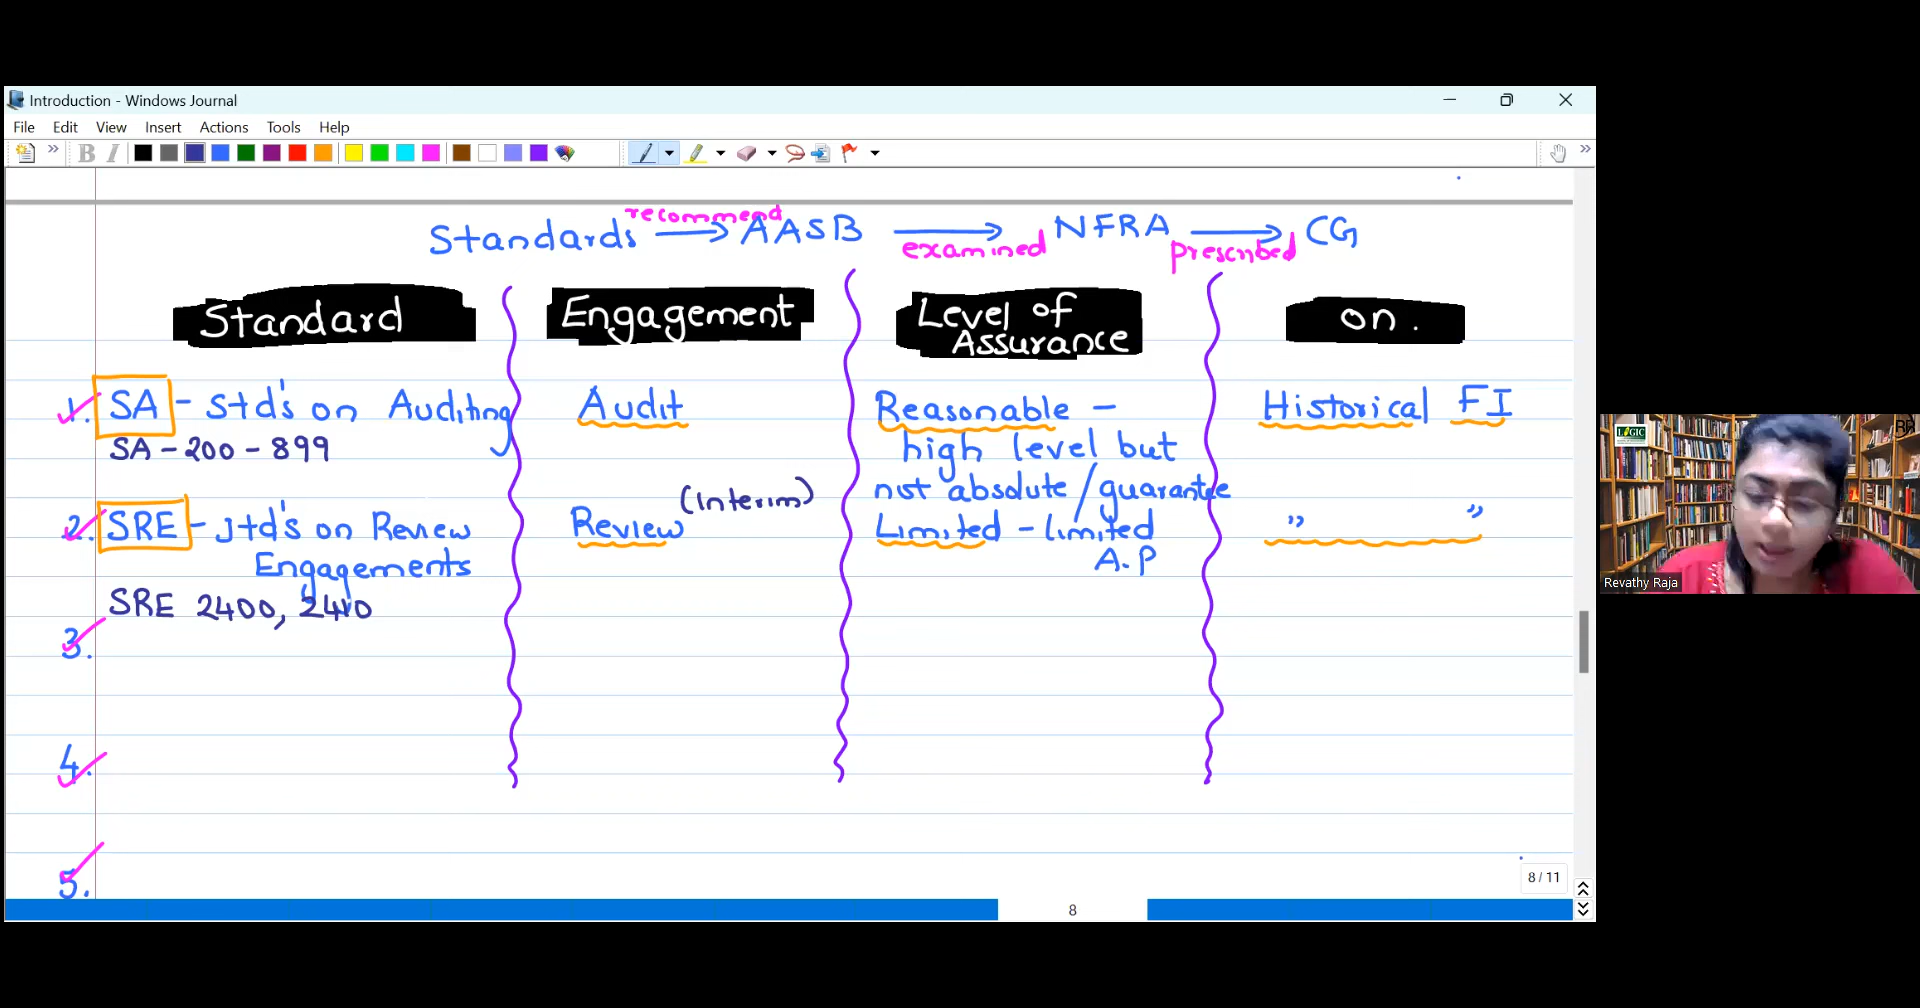 Introduction - Windows Journal
File Edit View Insert Actions Tools Help
B I
recommend
Standards → AASB → NFRA → CG
examined prescribed
Standard Engagement Level of Assurance on.
1. SA - Std's on Auditing Audit Reasonable - Historical FI
SA - 200 - 899 high level but
(Interim) not absolute / guarantee
2. SRE - Std's on Review Review Limited - limited " "
Engagements A.P
SRE 2400, 2410
3.
4.
5.
8 / 11
8
LOGIC
Revathy Raja